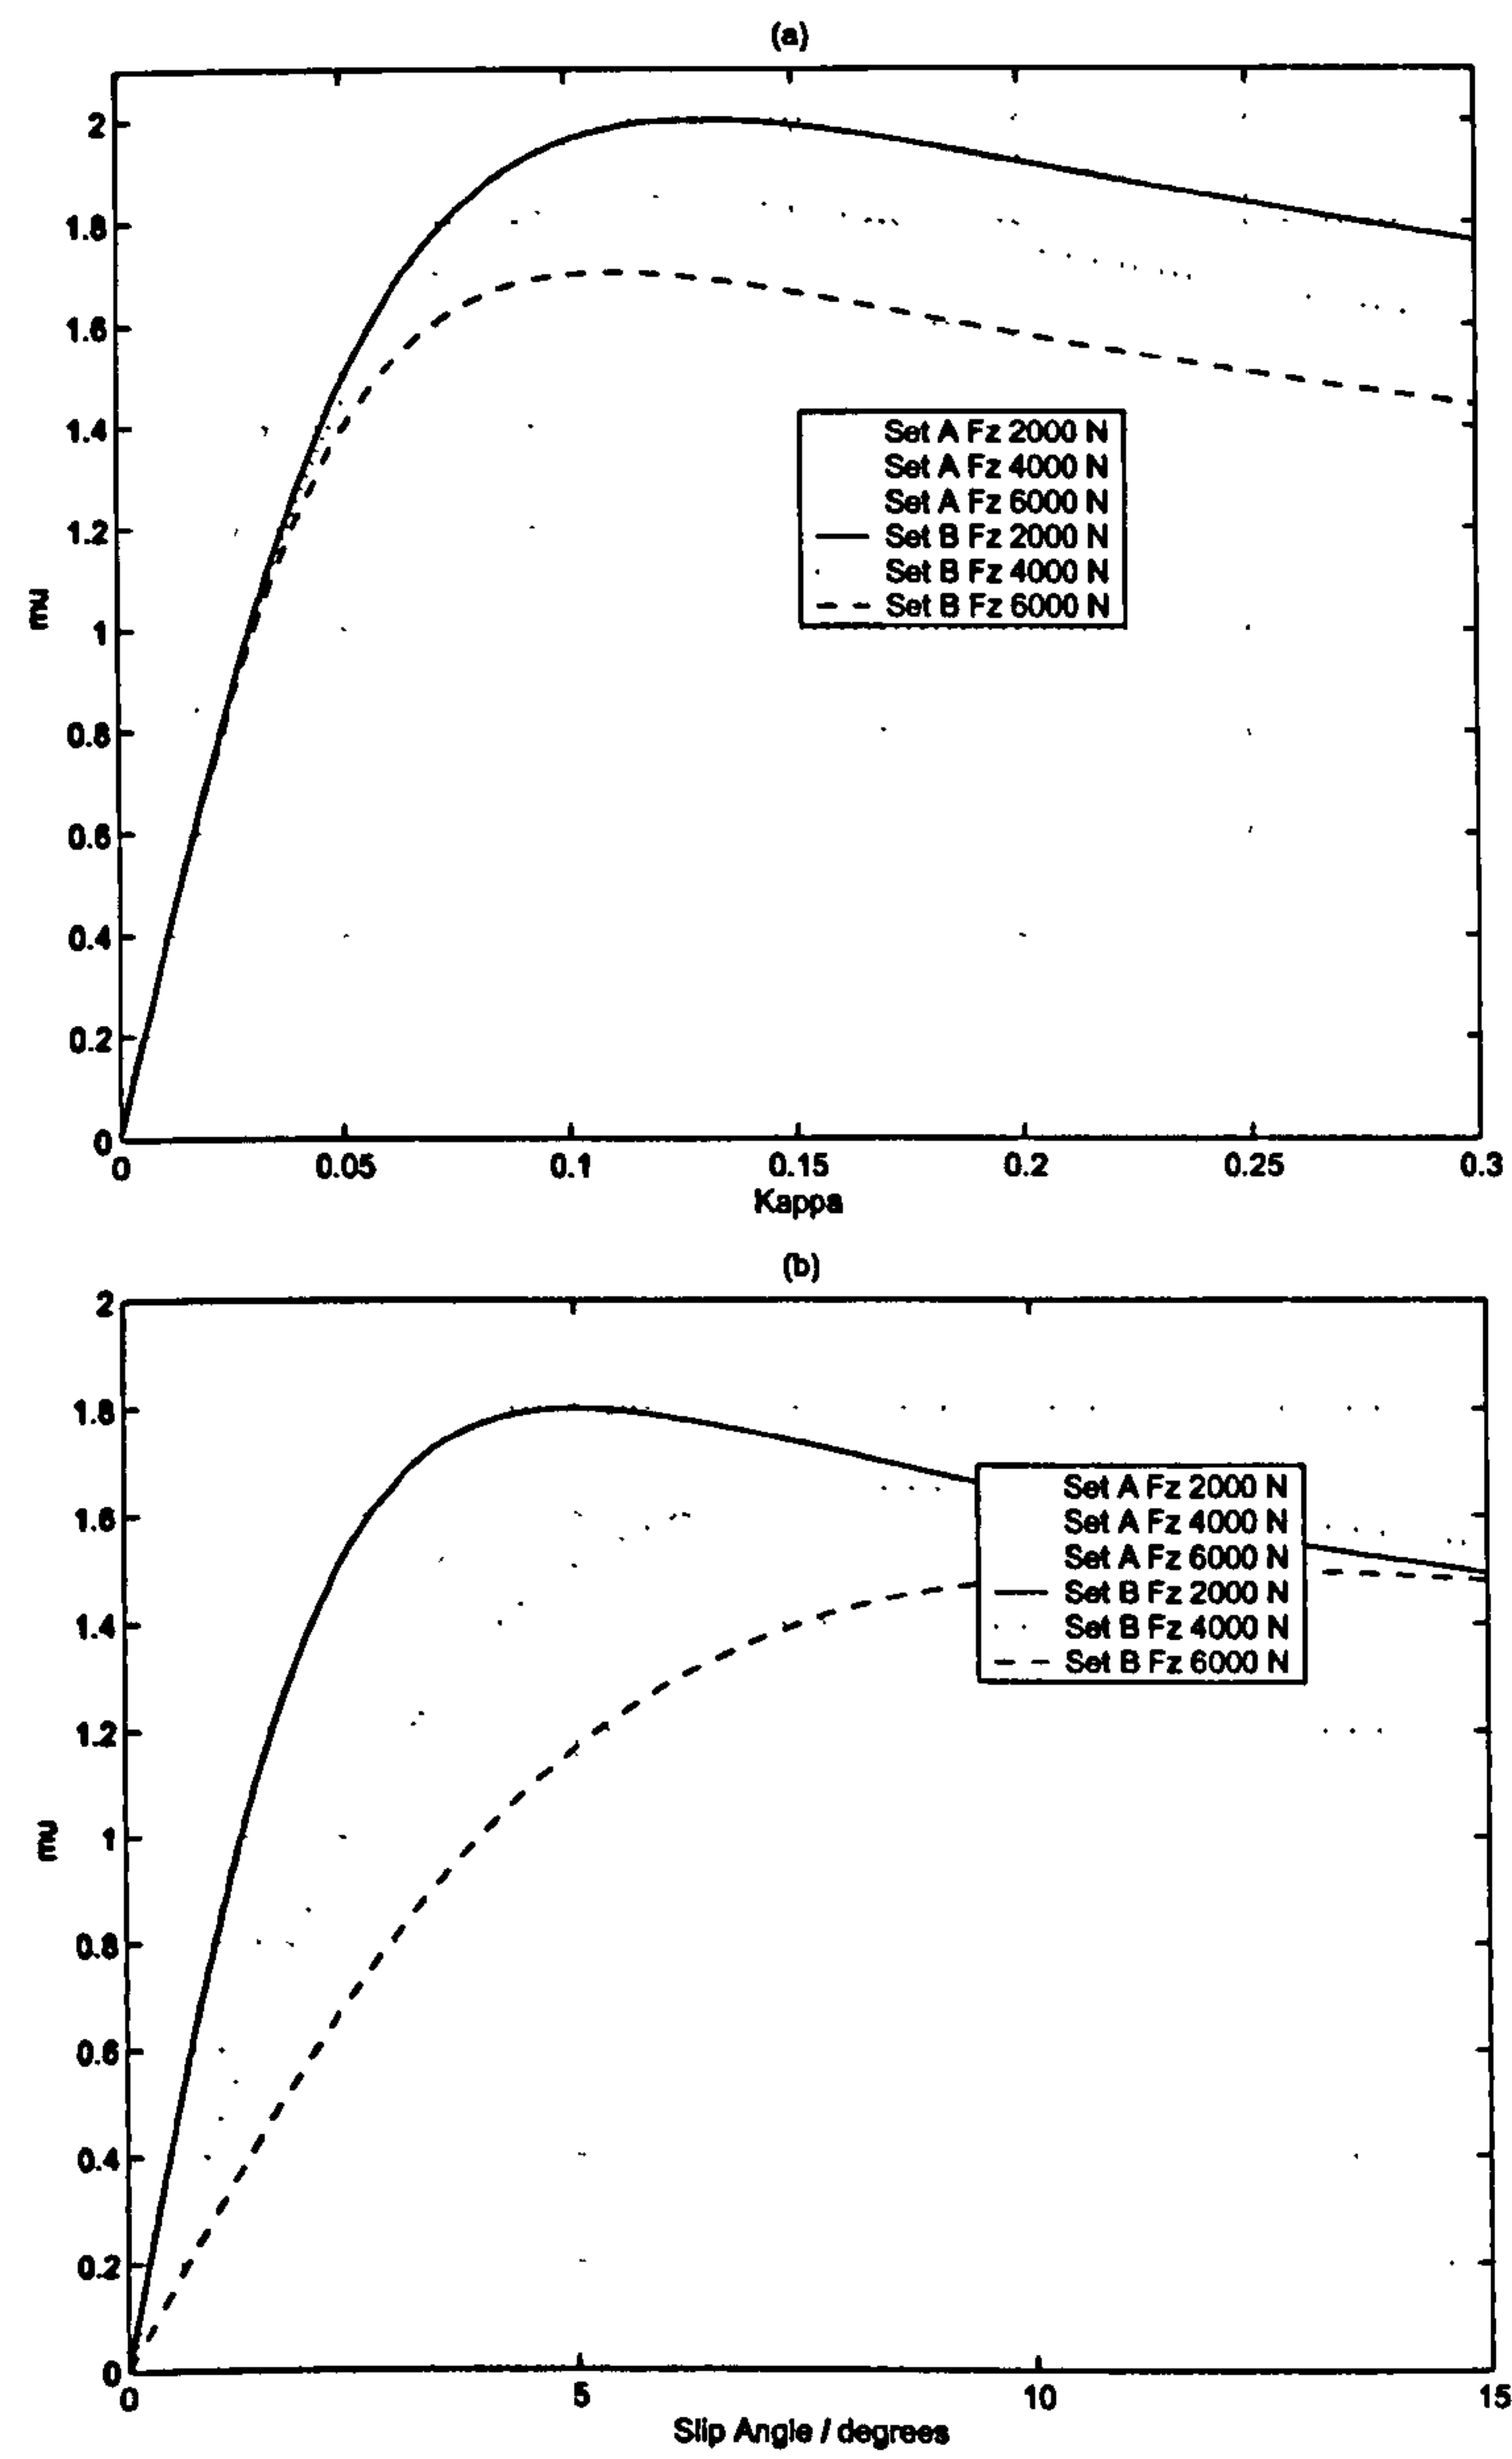 (a)
2
1.8
1.6
1.4
1.2
1
0.8
0.6
0.4
0.2
0
mu
Set A Fz 2000 N
Set A Fz 4000 N
Set A Fz 6000 N
Set B Fz 2000 N
Set B Fz 4000 N
Set B Fz 6000 N
0 0.05 0.1 0.15 0.2 0.25 0.3
Kappa
(b)
2
1.8
1.6
1.4
1.2
1
0.8
0.6
0.4
0.2
0
mu
Set A Fz 2000 N
Set A Fz 4000 N
Set A Fz 6000 N
Set B Fz 2000 N
Set B Fz 4000 N
Set B Fz 6000 N
0 5 10 15
Slip Angle / degrees